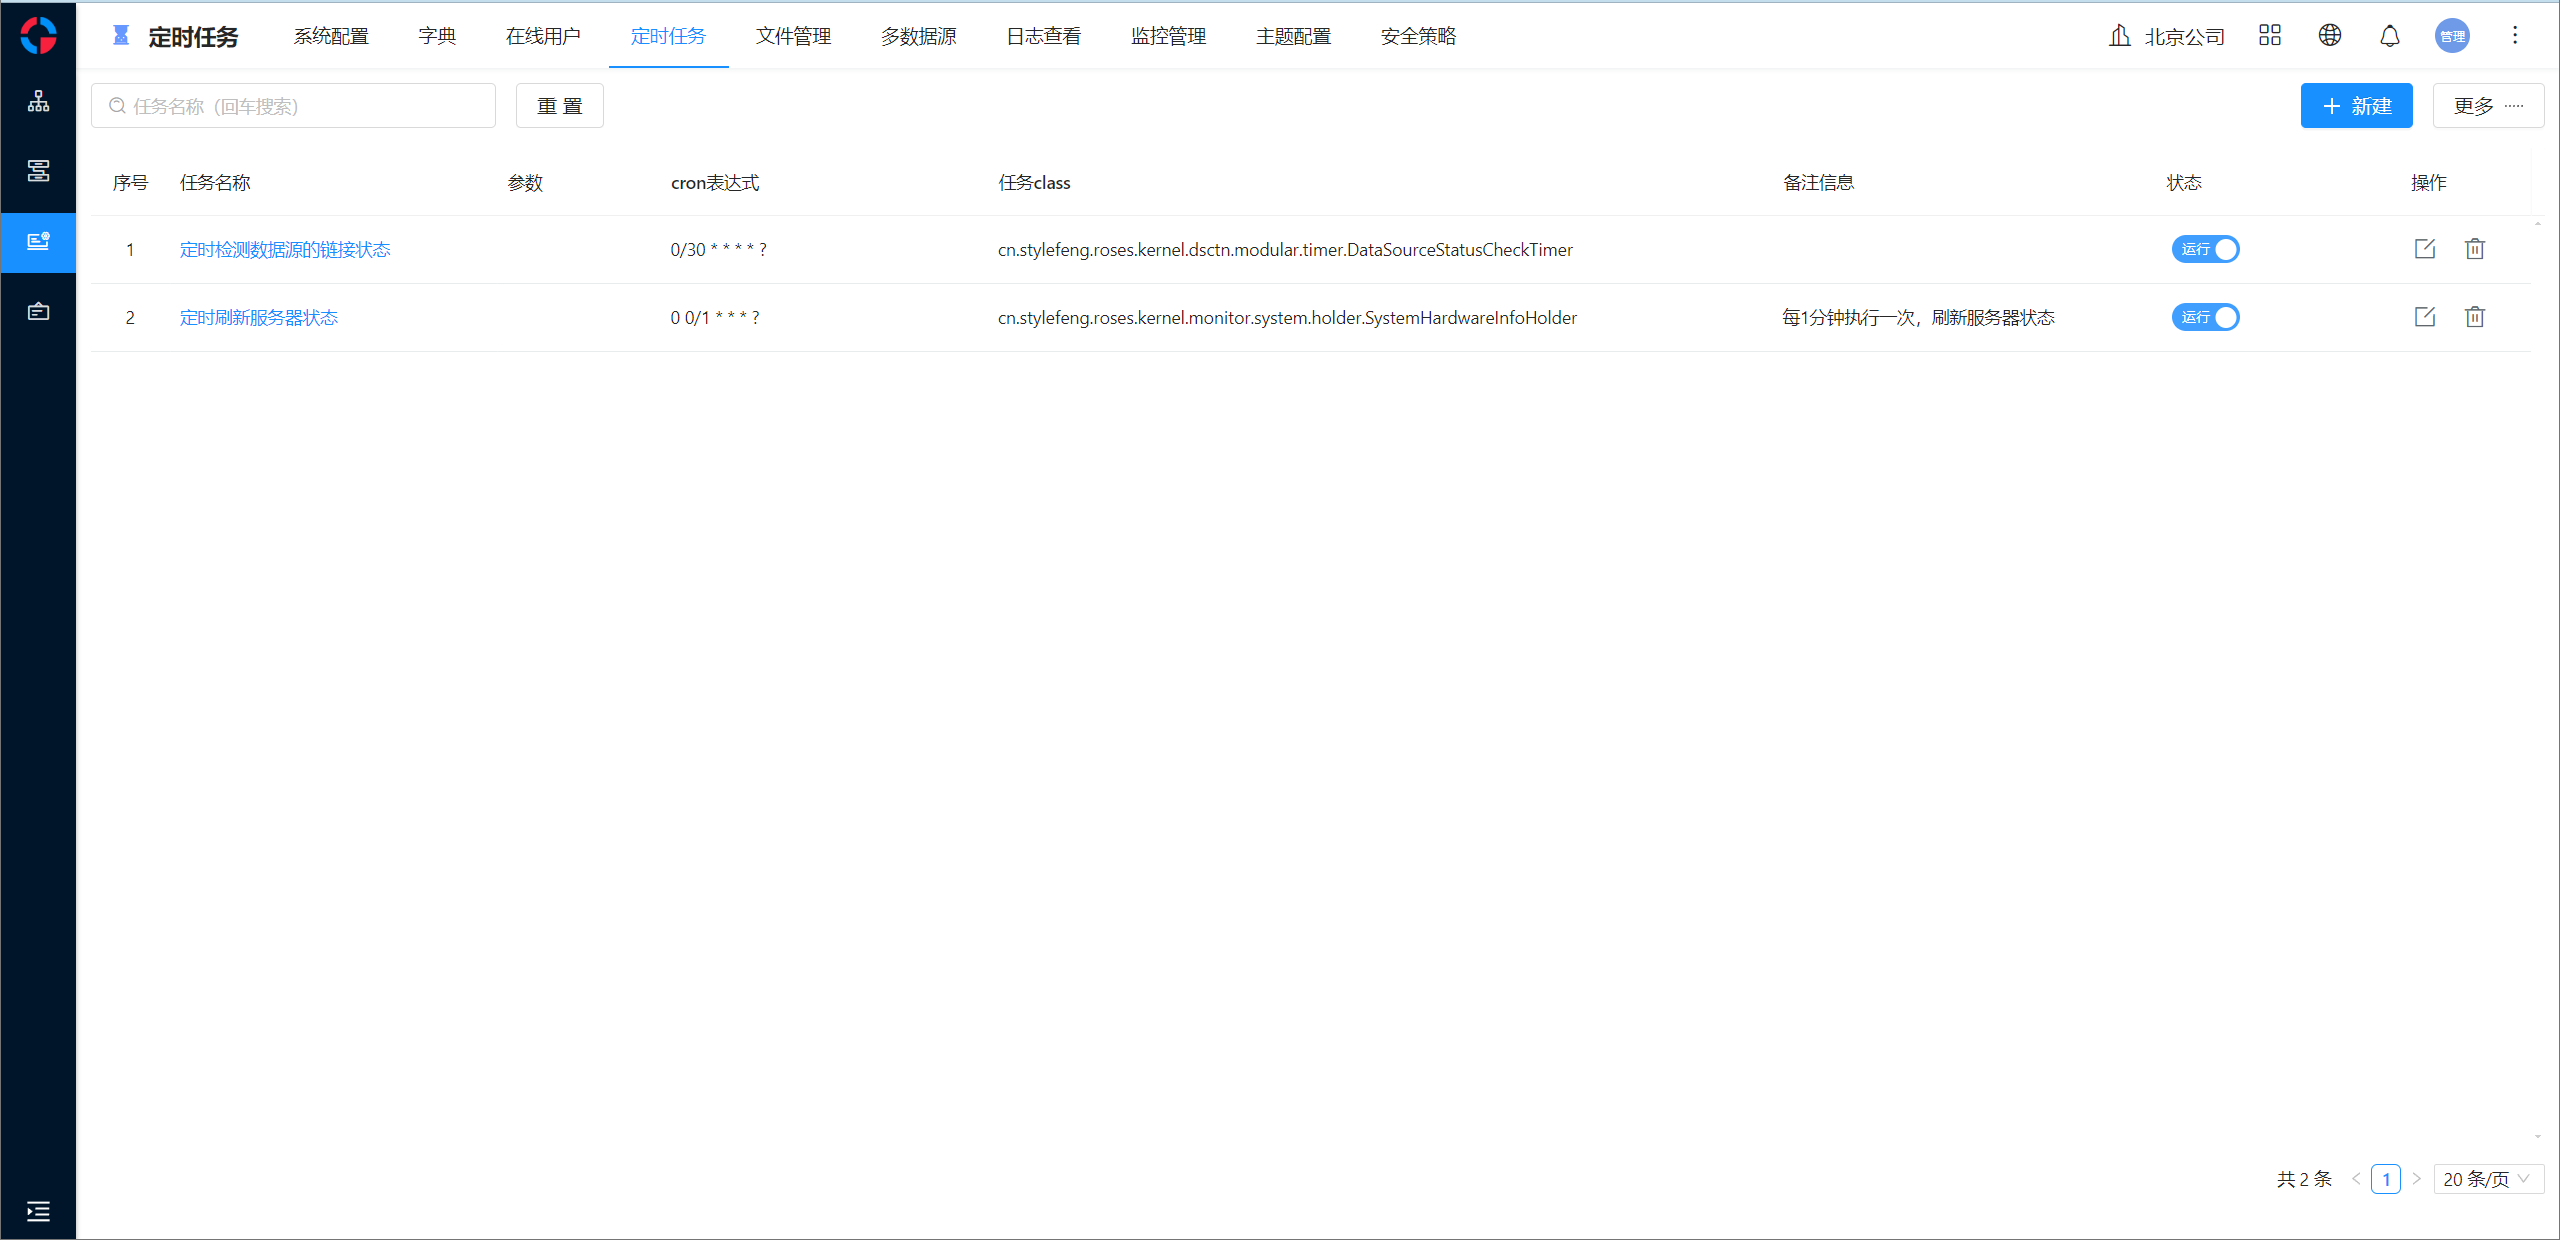 定时任务 系统配置 字典 在线用户 定时任务 文件管理 多数据源 日志查看 监控管理 主题配置 安全策略 北京公司 管理
任务名称（回车搜索） 重 置 新建 更多
序号 任务名称 参数 cron表达式 任务class 备注信息 状态 操作
1 定时检测数据源的链接状态 0/30 * * * * ? cn.stylefeng.roses.kernel.dsctn.modular.timer.DataSourceStatusCheckTimer 运行
2 定时刷新服务器状态 0 0/1 * * * ? cn.stylefeng.roses.kernel.monitor.system.holder.SystemHardwareInfoHolder 每1分钟执行一次，刷新服务器状态 运行
共 2 条 1 20 条/页